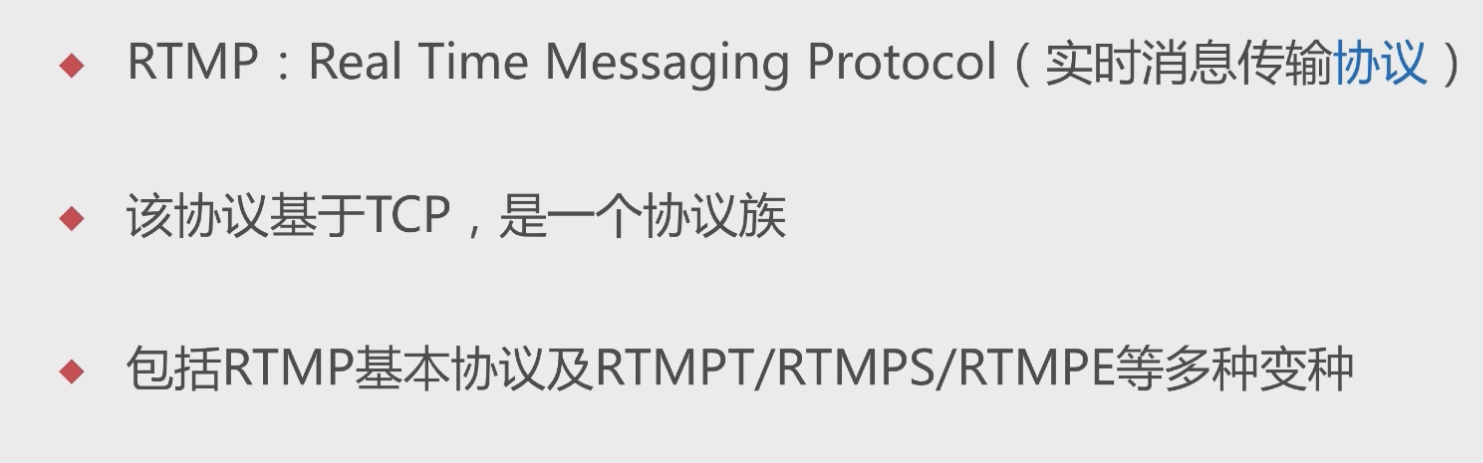 RTMP：Real Time Messaging Protocol（实时消息传输协议）
该协议基于TCP，是一个协议族
包括RTMP基本协议及RTMPT/RTMPS/RTMPE等多种变种